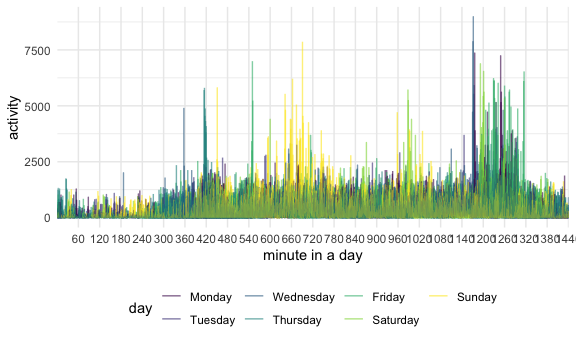 7500
5000
2500
0
activity
60 120 180 240 300 360 420 480 540 600 660 720 780 840 900 960 1020 1080 1140 1200 1260 1320 1380 1440
minute in a day
day
Monday Wednesday Friday Sunday
Tuesday Thursday Saturday